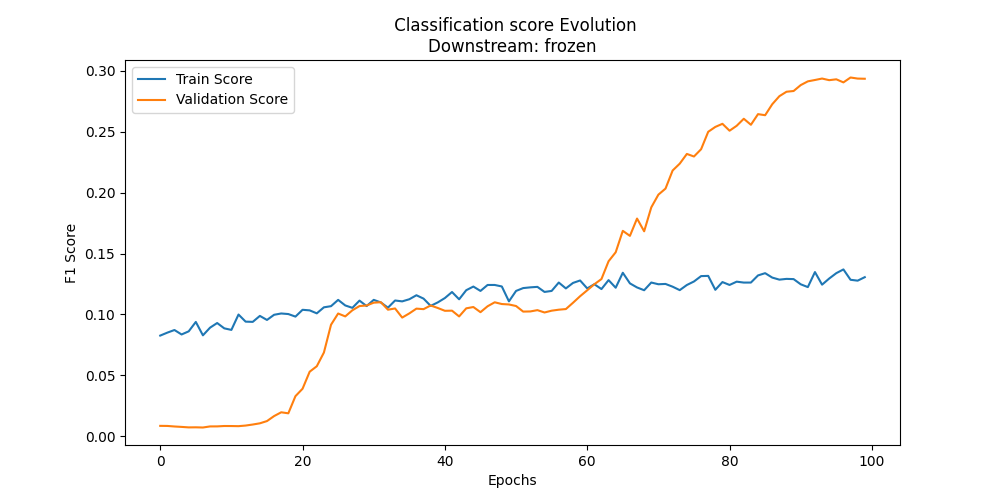 Classification score Evolution
Downstream: frozen
Train Score
Validation Score
0.30
0.25
0.20
0.15
0.10
0.05
0.00
F1 Score
0 20 40 60 80 100
Epochs